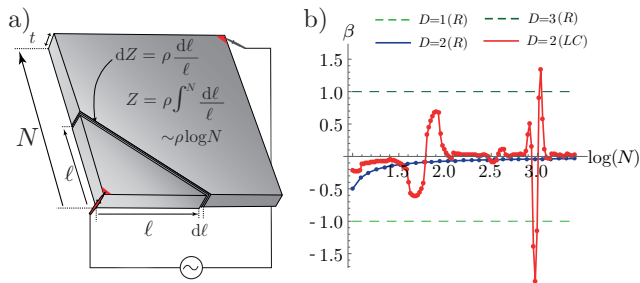 a)
t
dZ = ρ dℓ/ℓ
Z = ρ∫^N dℓ/ℓ
~ρlogN
N
ℓ
ℓ
dℓ
b)
β
D=1(R)
D=3(R)
D=2(R)
D=2(LC)
1.5
1.0
0.5
log(N)
1.5
2.0
2.5
3.0
-0.5
-1.0
-1.5